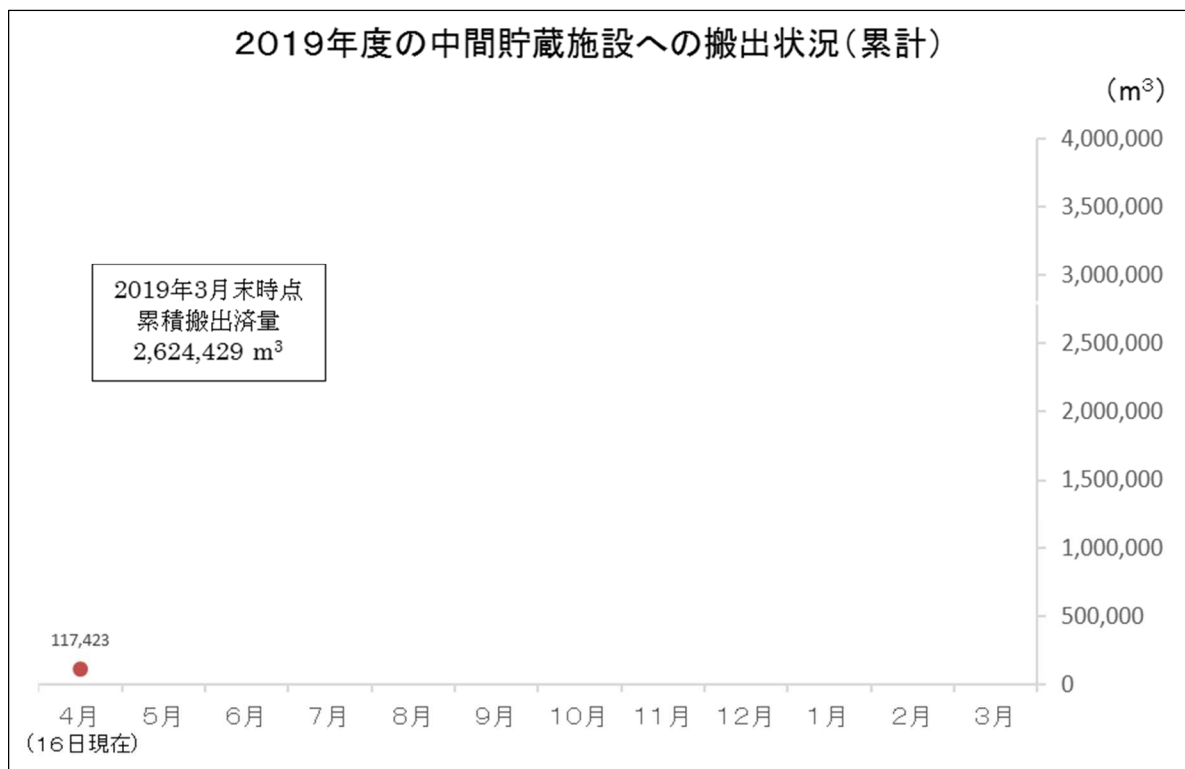 2019年度の中間貯蔵施設への搬出状況(累計)
(m³)
4,000,000
3,500,000
3,000,000
2,500,000
2,000,000
1,500,000
1,000,000
500,000
0
2019年3月末時点
累積搬出済量
2,624,429 m³
117,423
4月 5月 6月 7月 8月 9月 10月 11月 12月 1月 2月 3月
(16日現在)